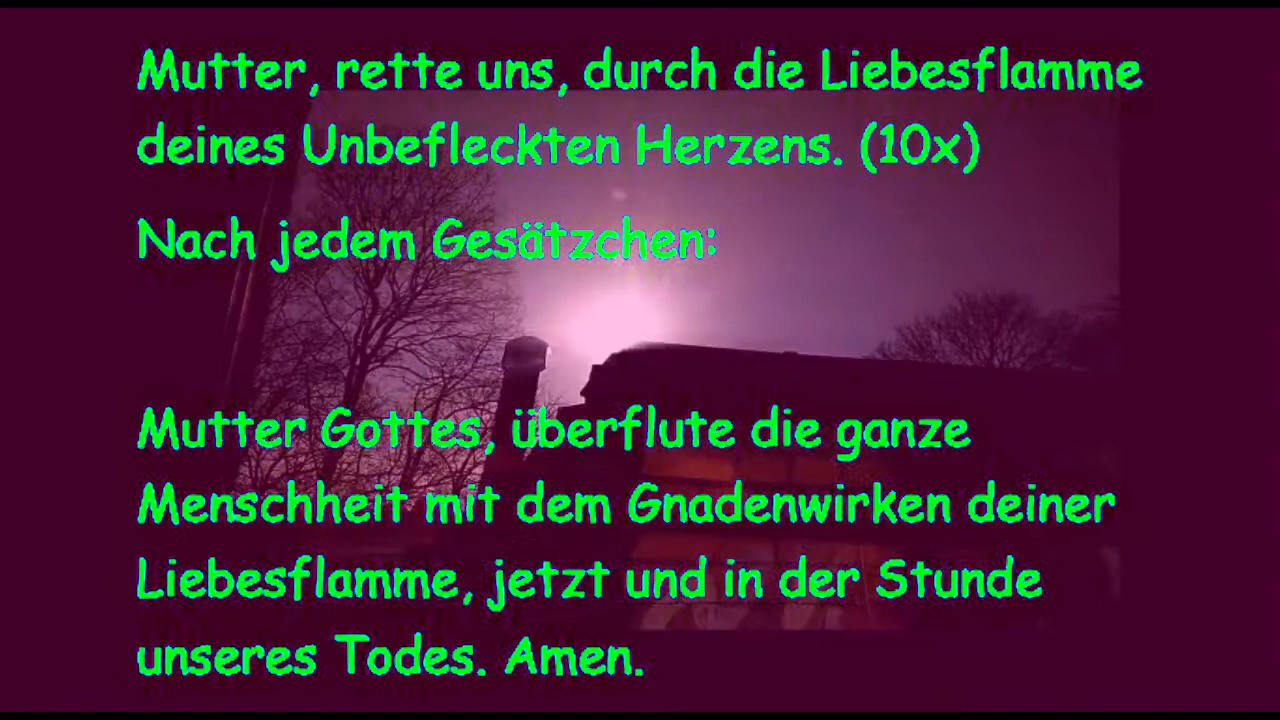 Mutter, rette uns, durch die Liebesflamme
deines Unbefleckten Herzens. (10x)
Nach jedem Gesätzchen:
Mutter Gottes, überflute die ganze
Menschheit mit dem Gnadenwirken deiner
Liebesflamme, jetzt und in der Stunde
unseres Todes. Amen.